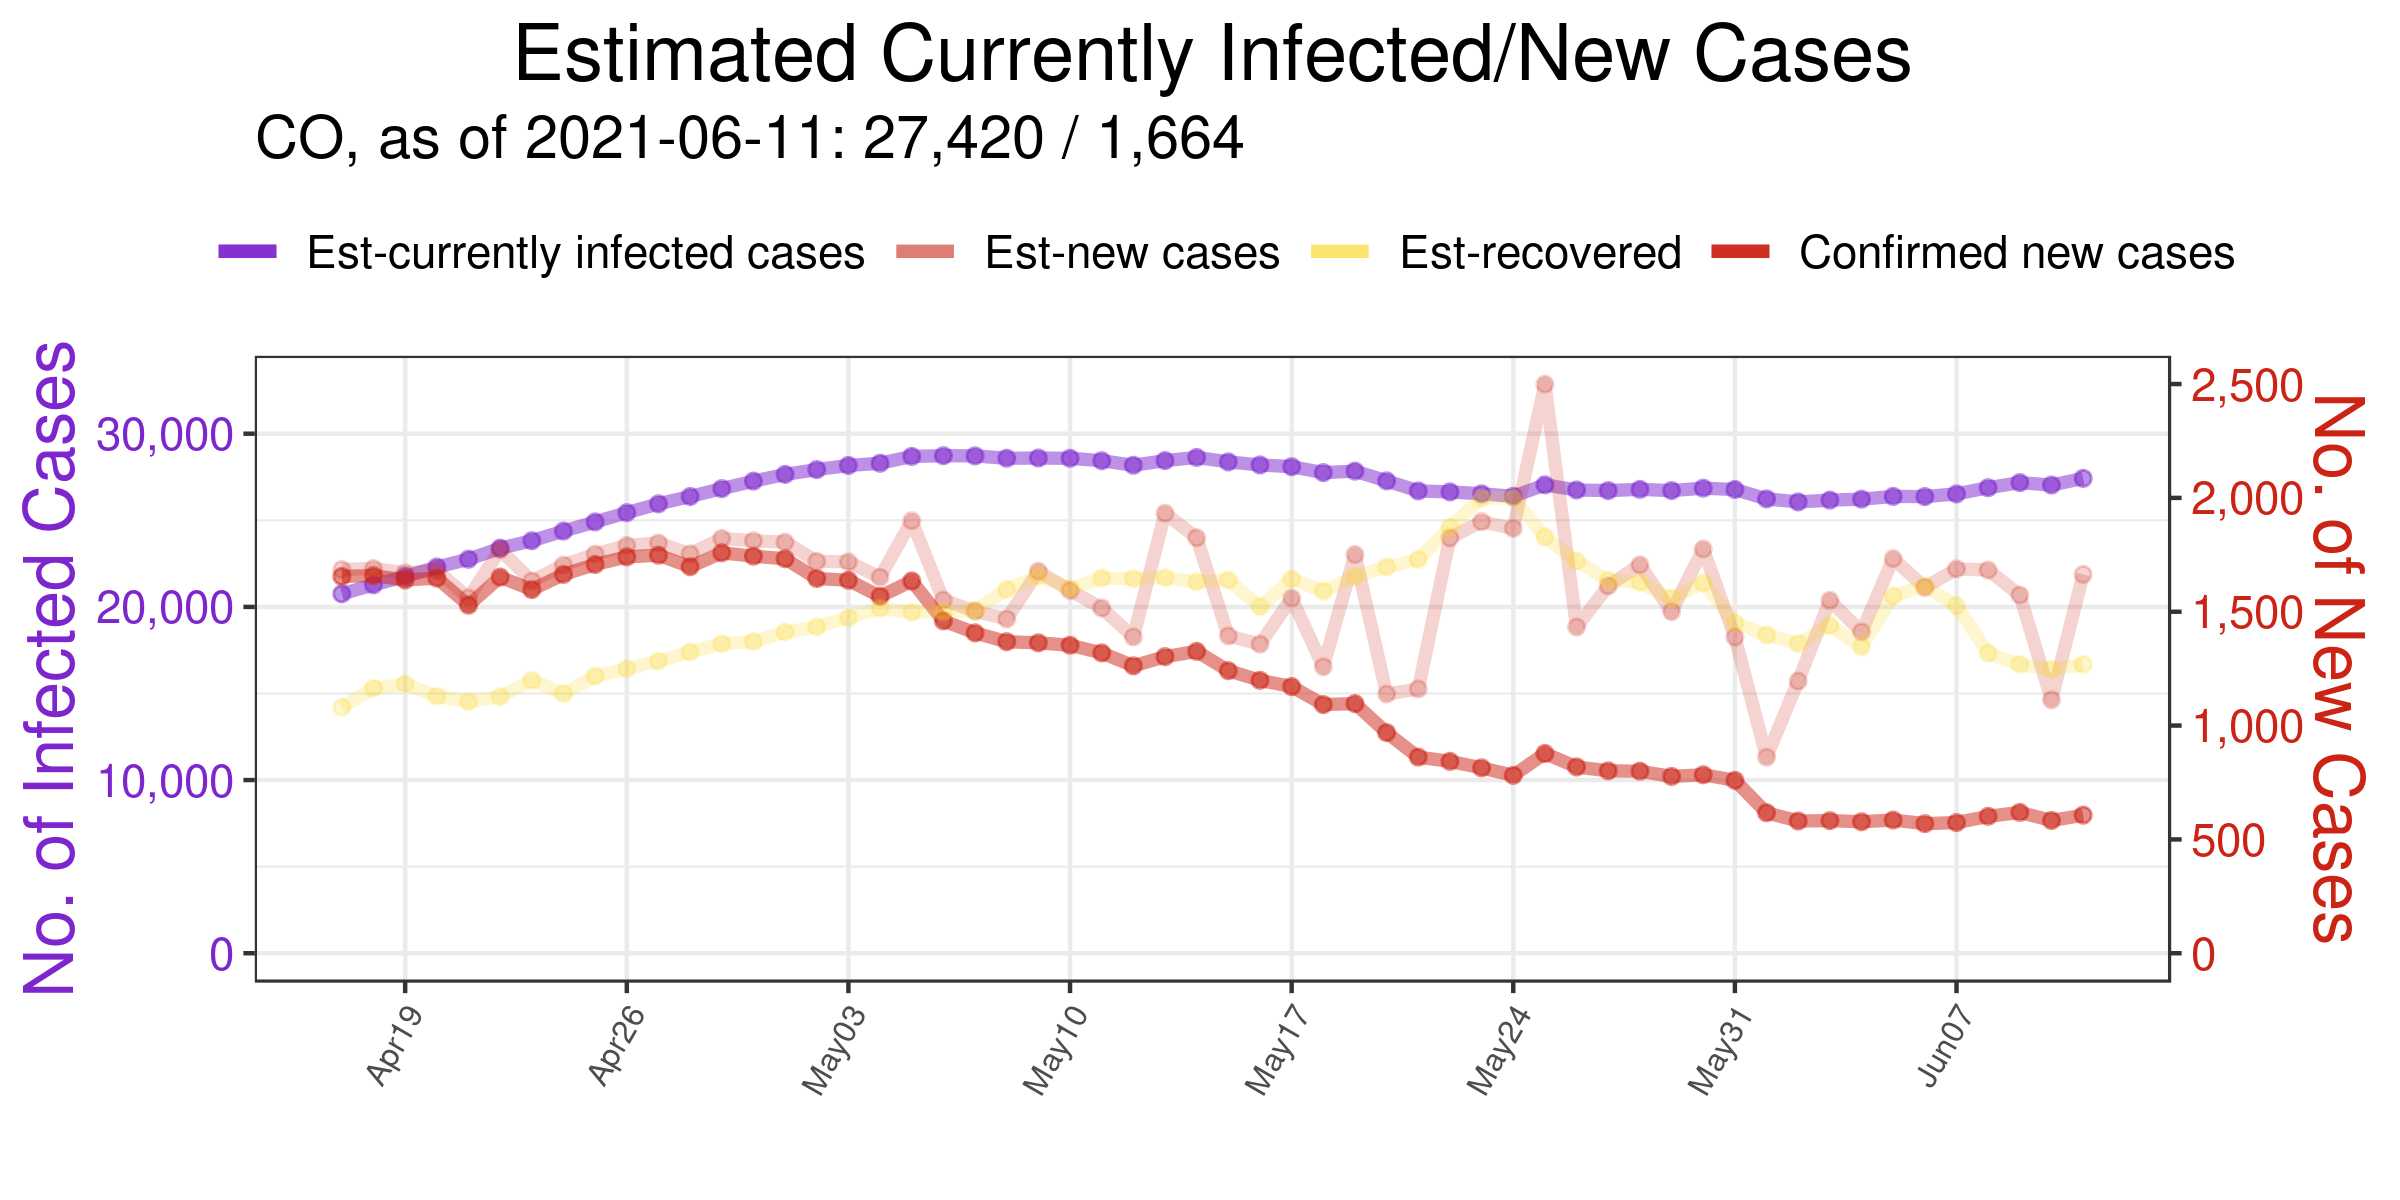 Estimated Currently Infected/New Cases
CO, as of 2021-06-11: 27,420 / 1,664
Est-currently infected cases Est-new cases Est-recovered Confirmed new cases
No. of Infected Cases
30,000
20,000
10,000
0
2,500
2,000
1,500
1,000
500
0
No. of New Cases
Apr19 Apr26 May03 May10 May17 May24 May31 Jun07